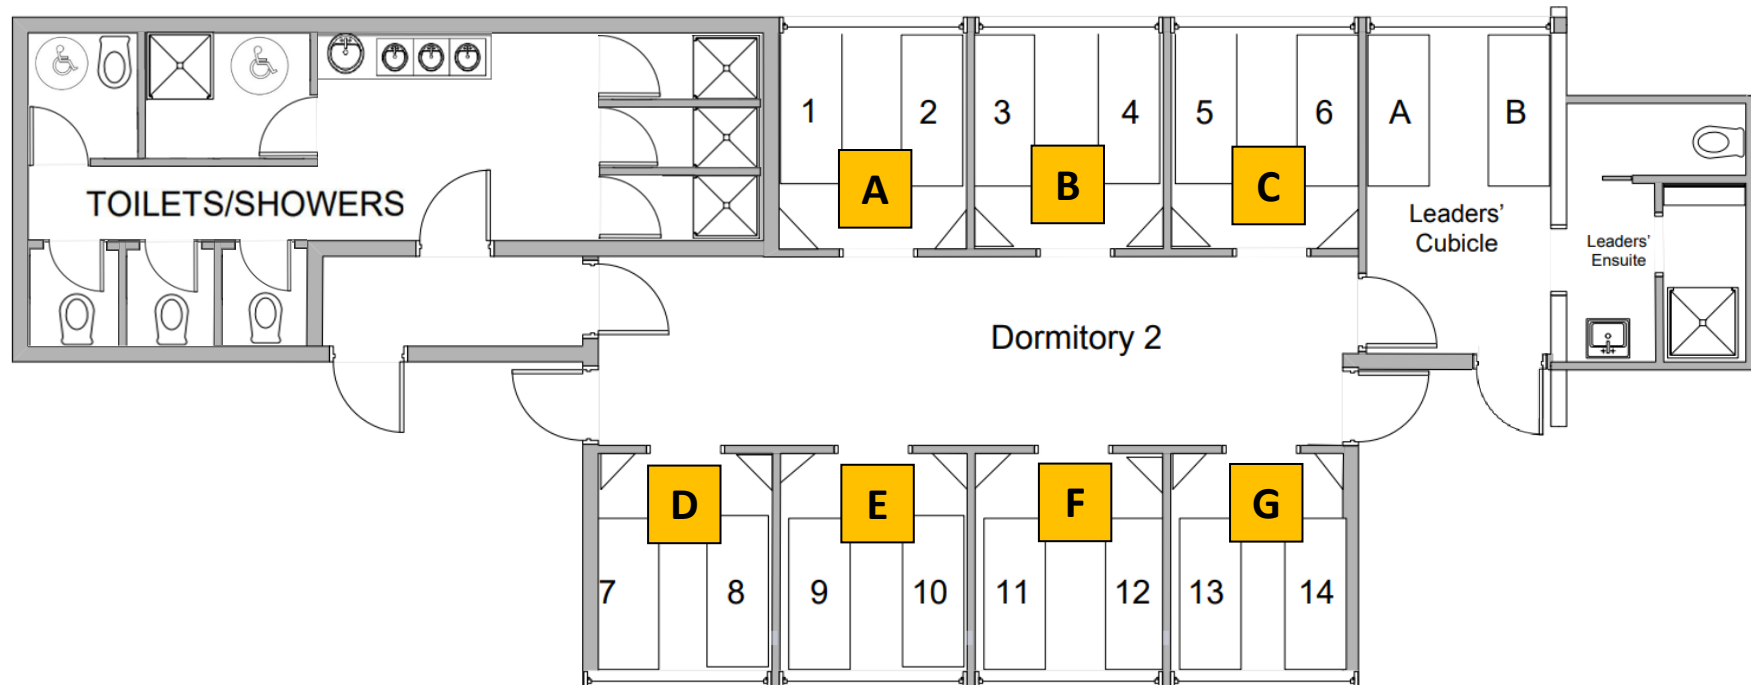 1 2 3 4 5 6 A B
A B C
TOILETS/SHOWERS
Leaders'
Cubicle
Leaders'
Ensuite
Dormitory 2
D E F G
7 8 9 10 11 12 13 14